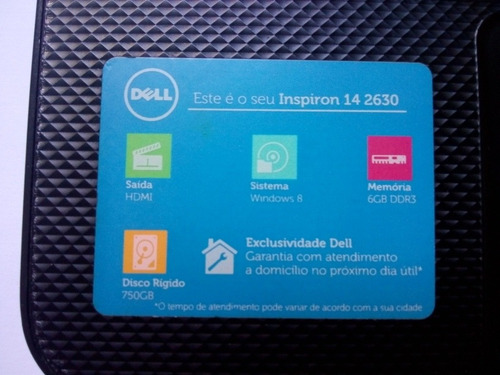 DELL
Este é o seu Inspiron 14 2630
Saída
HDMI
Sistema
Windows 8
Memória
6GB DDR3
Disco Rígido
750GB
Exclusividade Dell
Garantia com atendimento
a domicílio no próximo dia útil*
*O tempo de atendimento pode variar de acordo com a sua cidade